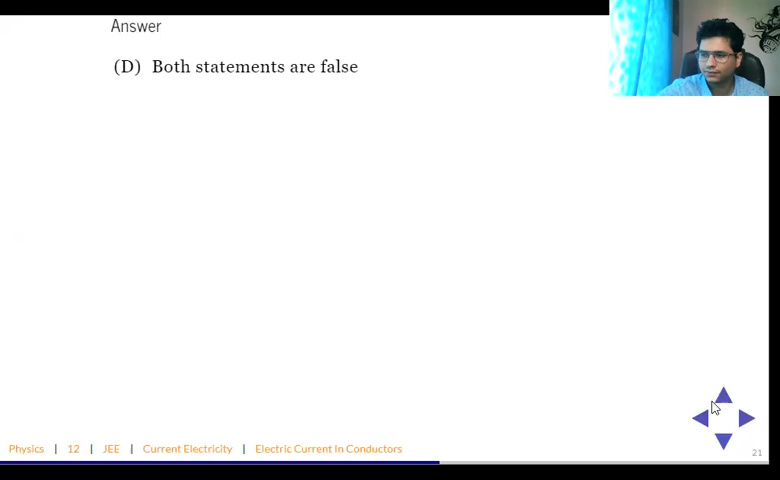 Answer
(D) Both statements are false
Physics | 12 | JEE | Current Electricity | Electric Current In Conductors
21